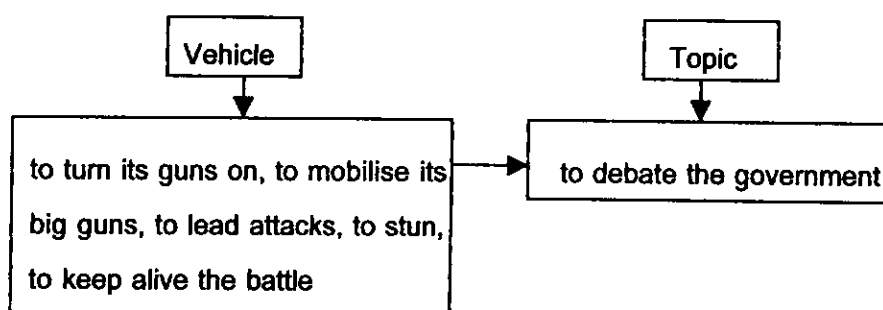 Vehicle
Topic
to turn its guns on, to mobilise its
big guns, to lead attacks, to stun,
to keep alive the battle
to debate the government